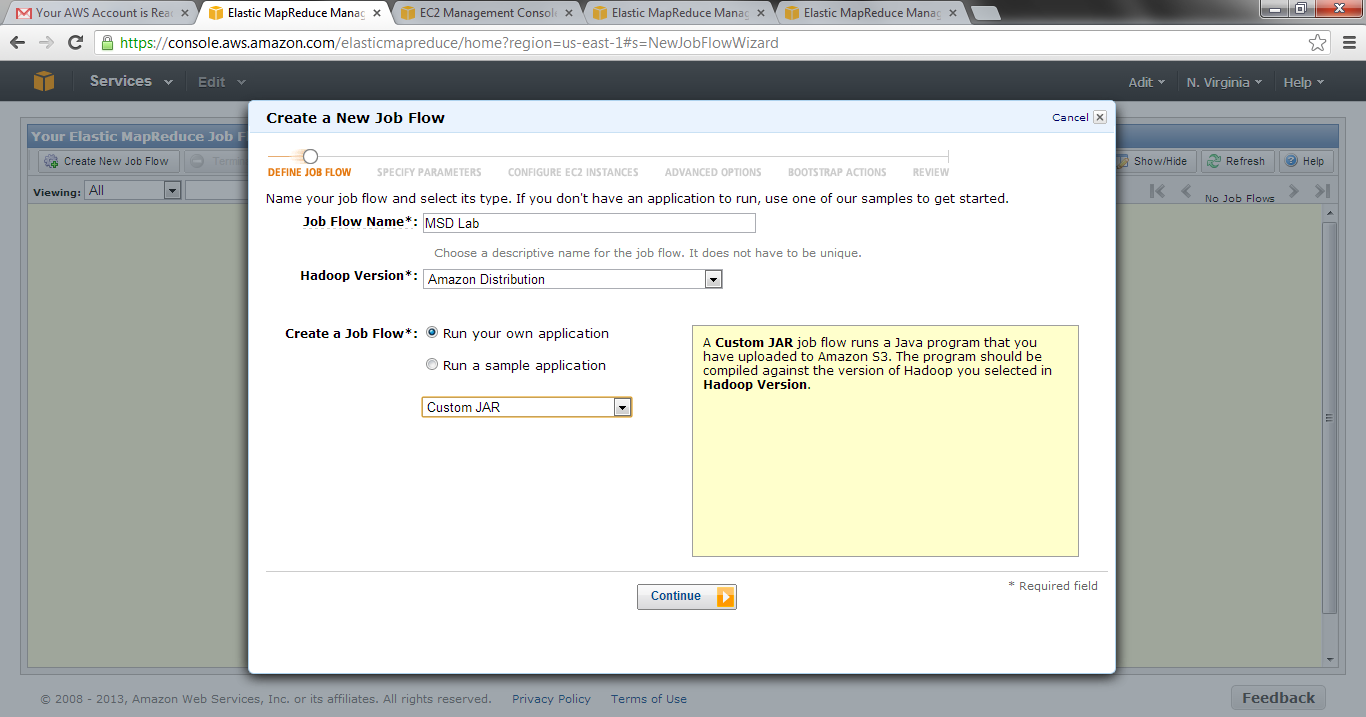 Your AWS Account is Rea
Elastic MapReduce Manag
EC2 Management Consol
Elastic MapReduce Manag
Elastic MapReduce Manag
https://console.aws.amazon.com/elasticmapreduce/home?region=us-east-1#s=NewJobFlowWizard
Services Edit Adit N. Virginia Help
Create a New Job Flow Cancel
Your Elastic MapReduce Job F
Create New Job Flow Termi Show/Hide Refresh Help
DEFINE JOB FLOW SPECIFY PARAMETERS CONFIGURE EC2 INSTANCES ADVANCED OPTIONS BOOTSTRAP ACTIONS REVIEW
Viewing: All No Job Flows
Name your job flow and select its type. If you don't have an application to run, use one of our samples to get started.
Job Flow Name*: MSD Lab
Choose a descriptive name for the job flow. It does not have to be unique.
Hadoop Version*: Amazon Distribution
Create a Job Flow*: Run your own application
Run a sample application
Custom JAR
A Custom JAR job flow runs a Java program that you
have uploaded to Amazon S3. The program should be
compiled against the version of Hadoop you selected in
Hadoop Version.
* Required field
Continue
© 2008 - 2013, Amazon Web Services, Inc. or its affiliates. All rights reserved. Privacy Policy Terms of Use Feedback